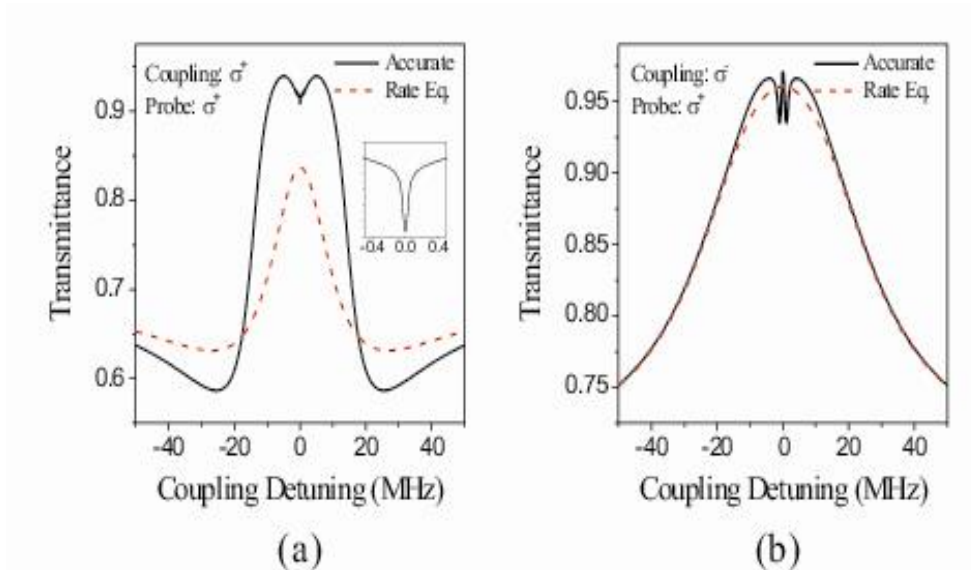 Coupling: σ⁺
Probe: σ⁺
Accurate
Rate Eq.
Transmittance
0.9
0.8
0.7
0.6
-0.4 0.0 0.4
-40 -20 0 20 40
Coupling Detuning (MHz)
(a)
Coupling: σ⁻
Probe: σ⁺
Accurate
Rate Eq.
Transmittance
0.95
0.90
0.85
0.80
0.75
-40 -20 0 20 40
Coupling Detuning (MHz)
(b)